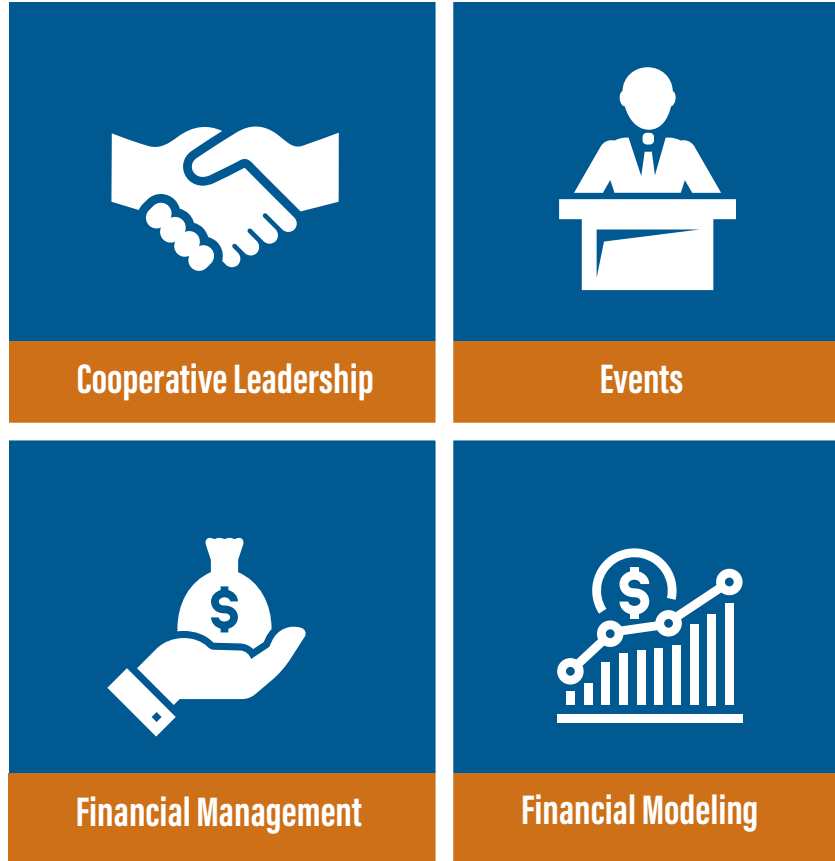 Cooperative Leadership
Events
$
Financial Management
$
Financial Modeling